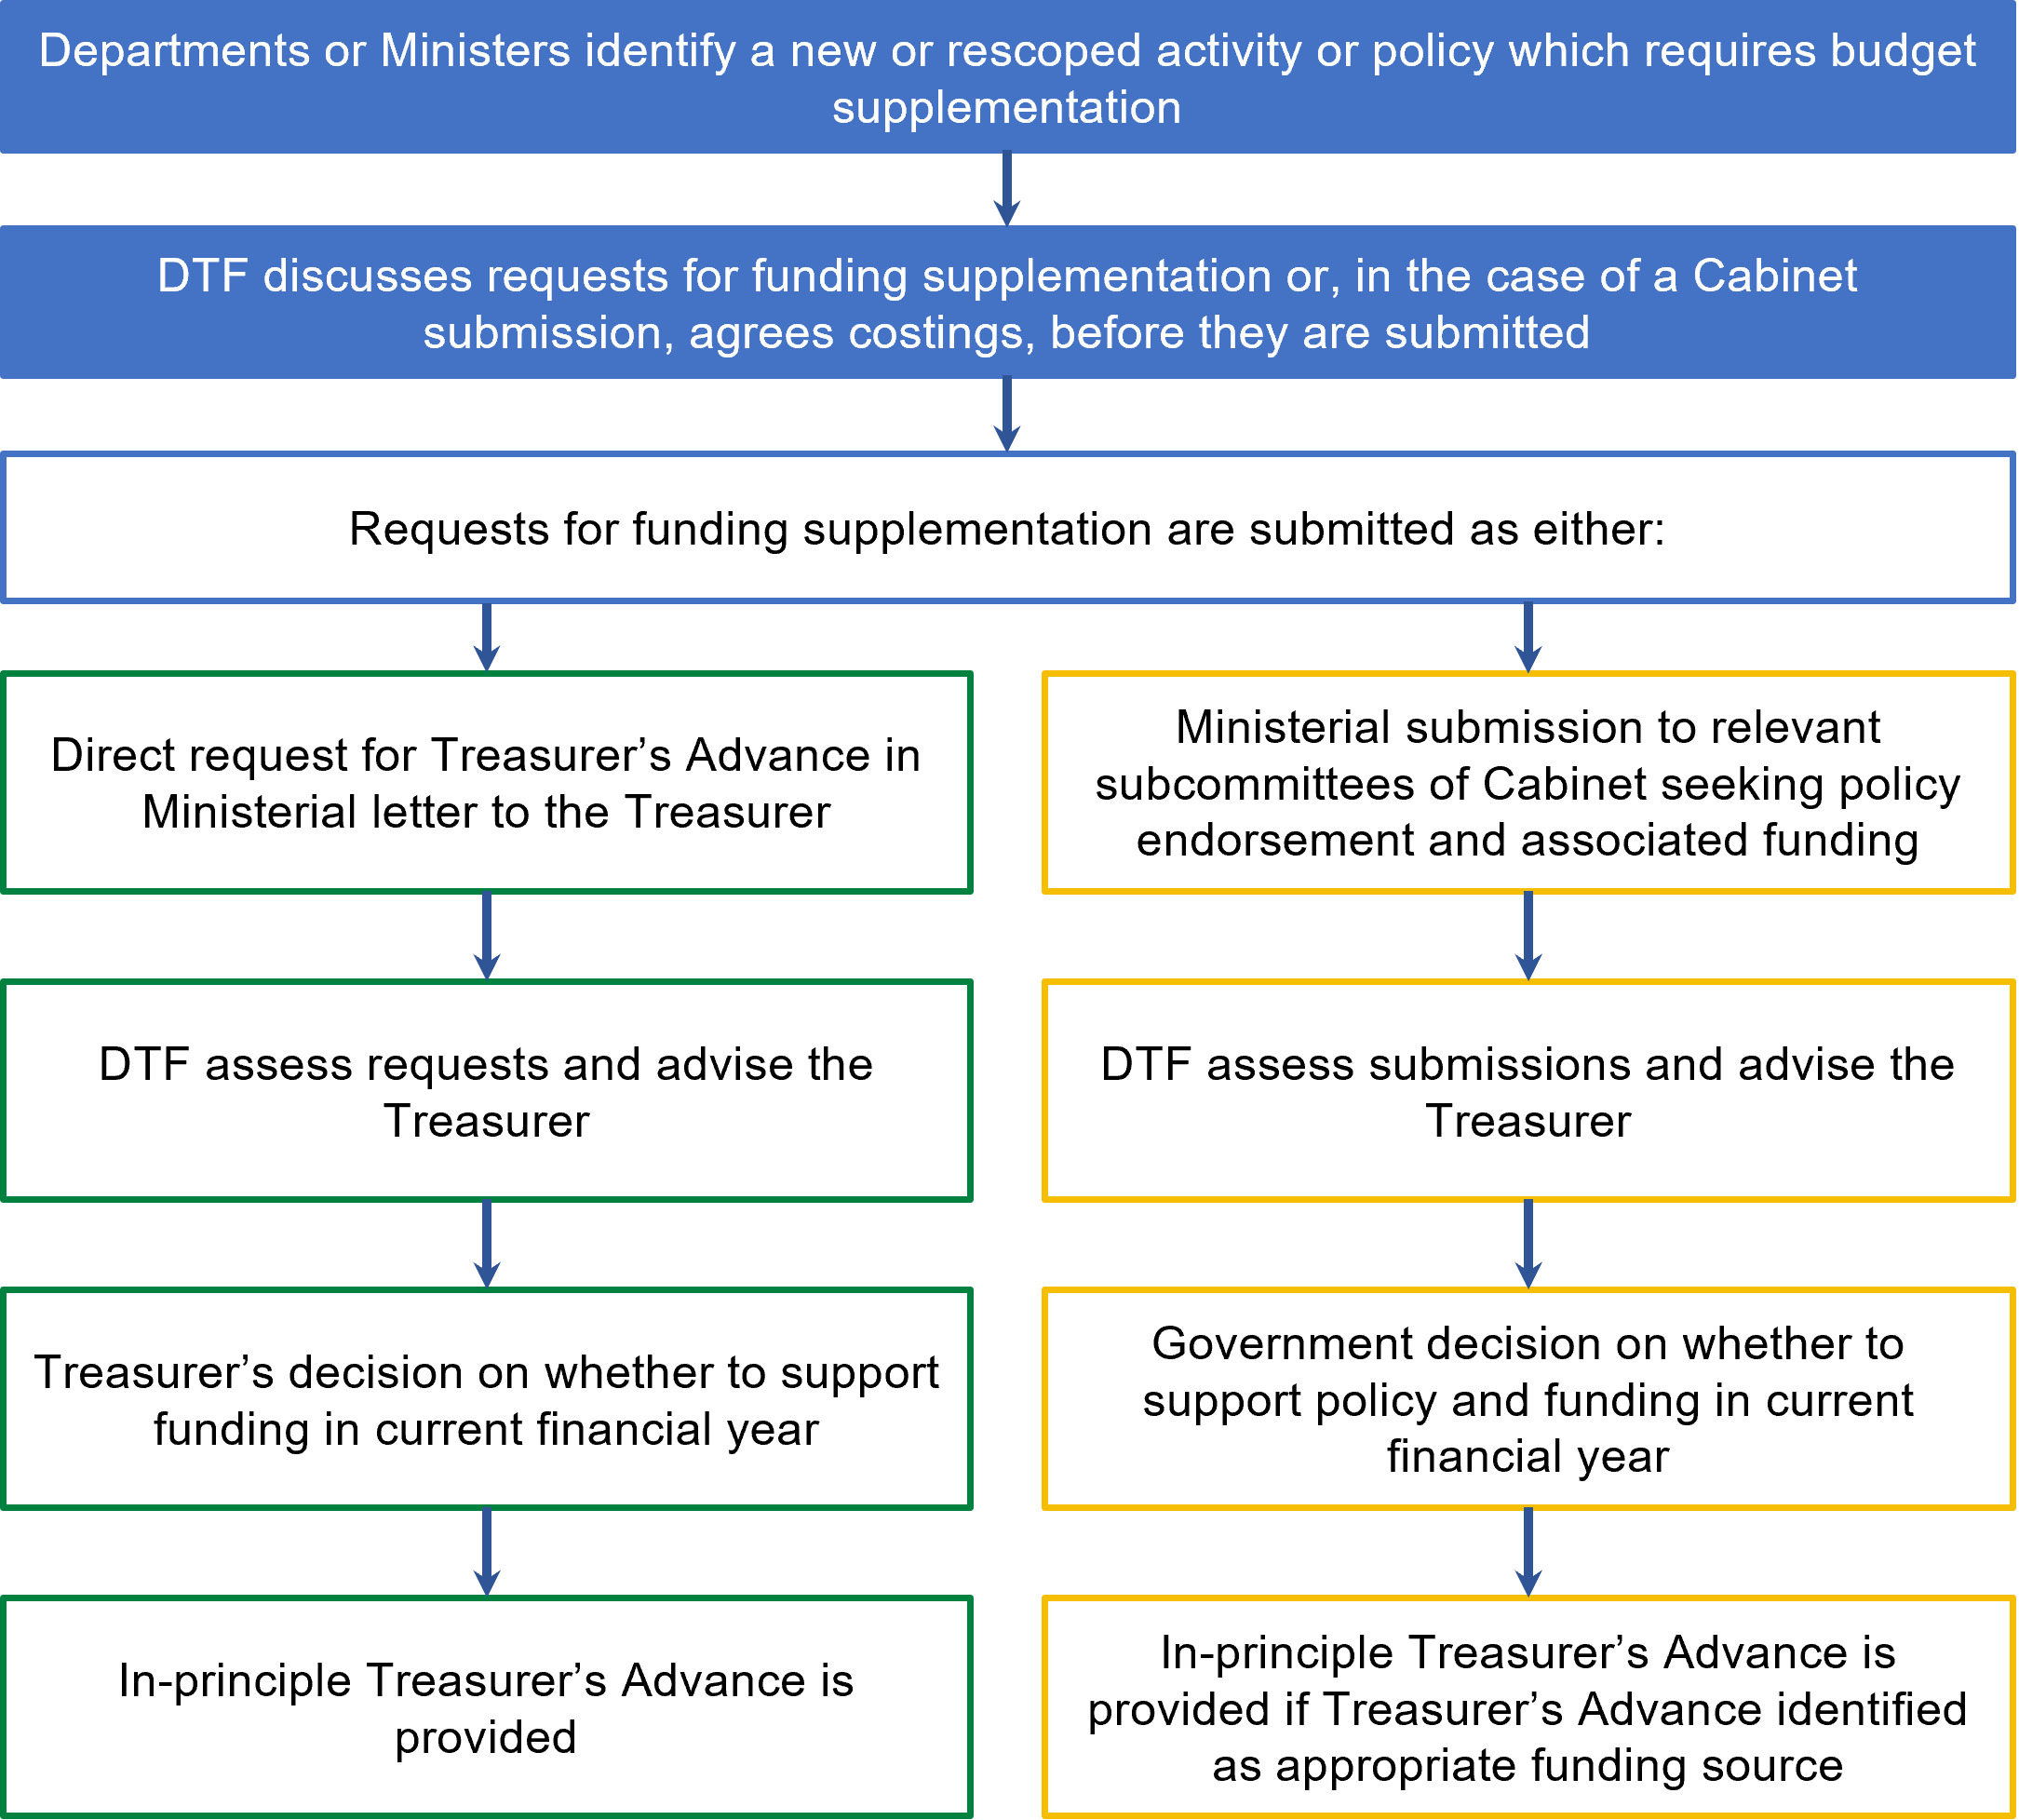 Departments or Ministers identify a new or rescoped activity or policy which requires budget
supplementation
DTF discusses requests for funding supplementation or, in the case of a Cabinet
submission, agrees costings, before they are submitted
Requests for funding supplementation are submitted as either:
Direct request for Treasurer’s Advance in
Ministerial letter to the Treasurer
DTF assess requests and advise the
Treasurer
Treasurer’s decision on whether to support
funding in current financial year
In-principle Treasurer’s Advance is
provided
Ministerial submission to relevant
subcommittees of Cabinet seeking policy
endorsement and associated funding
DTF assess submissions and advise the
Treasurer
Government decision on whether to
support policy and funding in current
financial year
In-principle Treasurer’s Advance is
provided if Treasurer’s Advance identified
as appropriate funding source